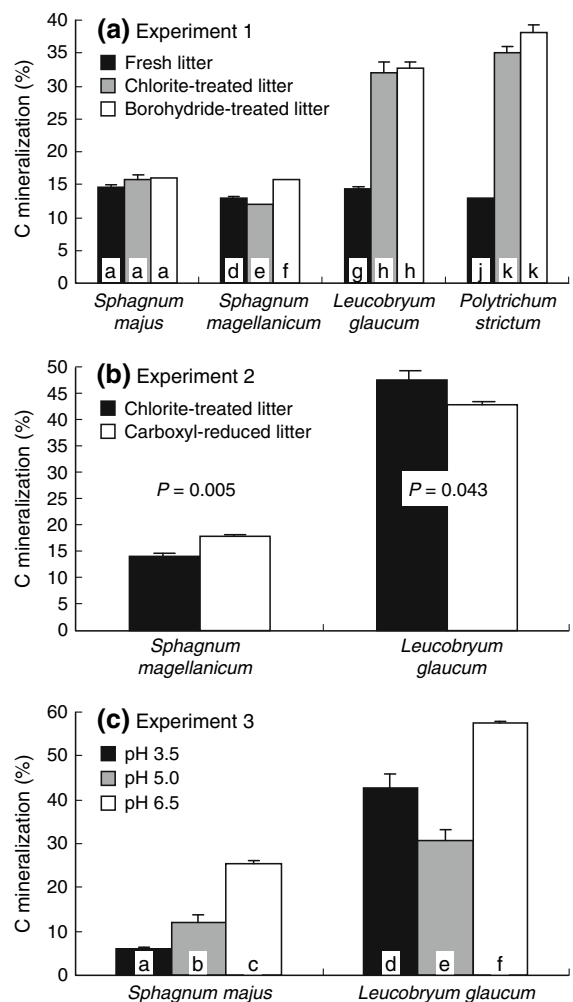 (a) Experiment 1
Fresh litter
Chlorite-treated litter
Borohydride-treated litter
C mineralization (%)
40
35
30
25
20
15
10
5
0
a a a d e f g h h j k k
Sphagnum majus
Sphagnum magellanicum
Leucobryum glaucum
Polytrichum strictum
(b) Experiment 2
Chlorite-treated litter
Carboxyl-reduced litter
C mineralization (%)
50
45
40
35
30
25
20
15
10
5
0
P = 0.005
P = 0.043
Sphagnum magellanicum
Leucobryum glaucum
(c) Experiment 3
pH 3.5
pH 5.0
pH 6.5
C mineralization (%)
60
50
40
30
20
10
0
a b c d e f
Sphagnum majus
Leucobryum glaucum